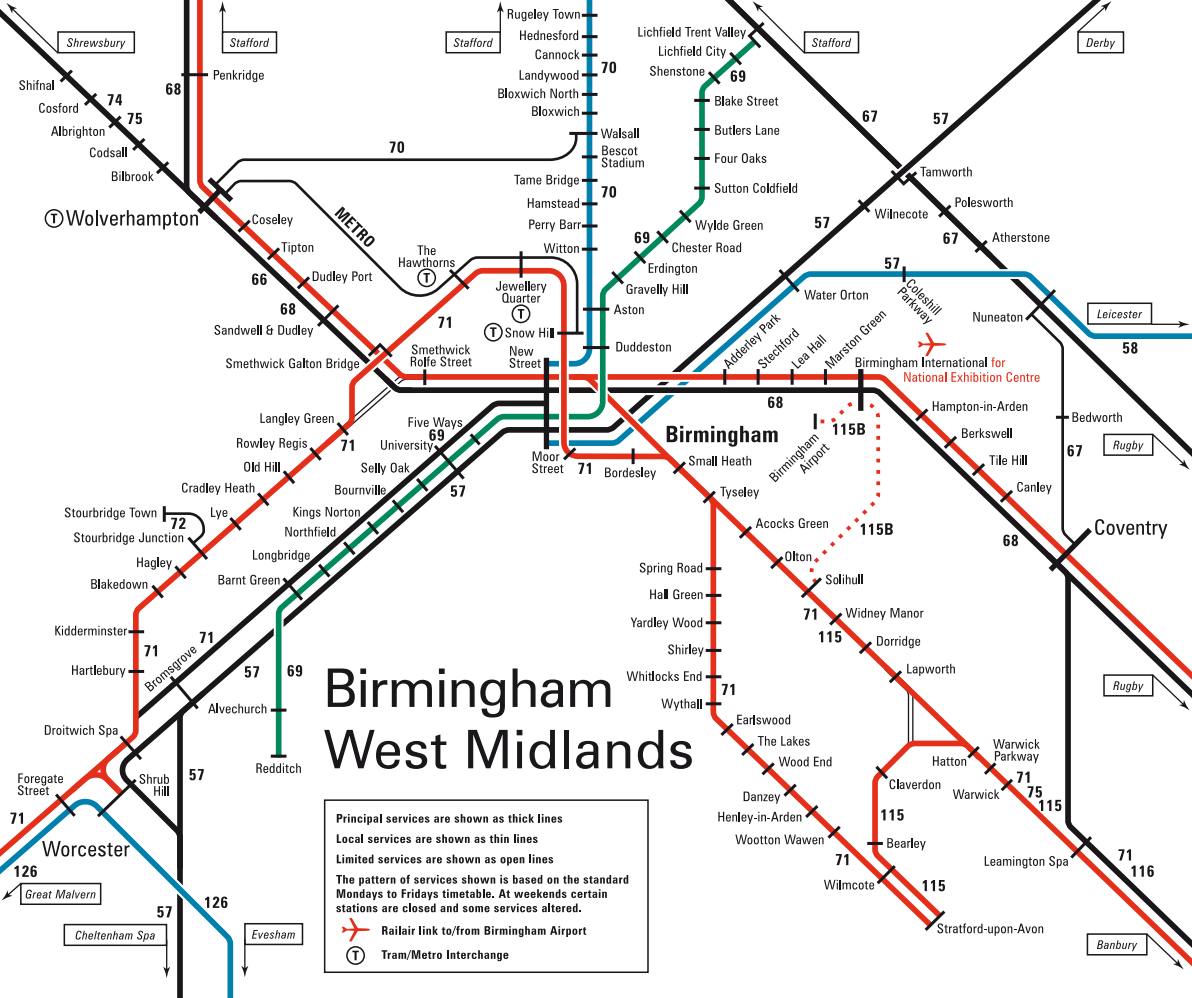 Shrewsbury
Stafford
Stafford
Stafford
Derby
Rugeley Town
Hednesford
Cannock
Landywood
Bloxwich North
Bloxwich
Walsall
Bescot
Stadium
Tame Bridge
Hamstead
Perry Barr
Witton
70
70
70
Lichfield Trent Valley
Lichfield City
Shenstone
69
Blake Street
Butlers Lane
Four Oaks
Sutton Coldfield
Wylde Green
69
Chester Road
Erdington
Gravelly Hill
Aston
Duddeston
Shifnal
Cosford
Albrighton
Codsall
Bilbrook
74
75
68
Penkridge
T Wolverhampton
METRO
Coseley
Tipton
Dudley Port
66
68
Sandwell & Dudley
Smethwick Galton Bridge
Smethwick
Rolfe Street
The
Hawthorns
T
Jewellery
Quarter
T
T Snow Hill
71
New
Street
67
57
Tamworth
Wilnecote
Polesworth
67
Atherstone
57
57
Water Orton
Coleshill
Parkway
Nuneaton
Leicester
58
Adderley Park
Stechford
Lea Hall
Marston Green
Birmingham International for
National Exhibition Centre
68
Birmingham
Birmingham
Airport
115B
115B
Hampton-in-Arden
Berkswell
Tile Hill
Canley
Bedworth
67
Rugby
Coventry
68
Rugby
Langley Green
71
Rowley Regis
Old Hill
Cradley Heath
Lye
Stourbridge Town
72
Stourbridge Junction
Hagley
Blakedown
Kidderminster
71
Hartlebury
Droitwich Spa
Five Ways
69
University
Selly Oak
57
Bournville
Kings Norton
Northfield
Longbridge
Barnt Green
71
Bromsgrove
57
69
Alvechurch
Redditch
Moor
Street
71
Bordesley
Small Heath
Tyseley
Acocks Green
Olton
Solihull
71
115
Widney Manor
Dorridge
Lapworth
Spring Road
Hall Green
Yardley Wood
Shirley
Whitlocks End
71
Wythall
Earlswood
The Lakes
Wood End
Danzey
Henley-in-Arden
Wootton Wawen
71
Wilmcote
Hatton
Claverdon
115
Bearley
115
Stratford-upon-Avon
Warwick
Parkway
Warwick
71
75
115
Leamington Spa
71
116
Banbury
Foregate
Street
Shrub
Hill
57
71
Worcester
126
Great Malvern
126
57
Cheltenham Spa
Evesham
Birmingham
West Midlands
Principal services are shown as thick lines
Local services are shown as thin lines
Limited services are shown as open lines
The pattern of services shown is based on the standard
Mondays to Fridays timetable. At weekends certain
stations are closed and some services altered.
Railair link to/from Birmingham Airport
T Tram/Metro Interchange